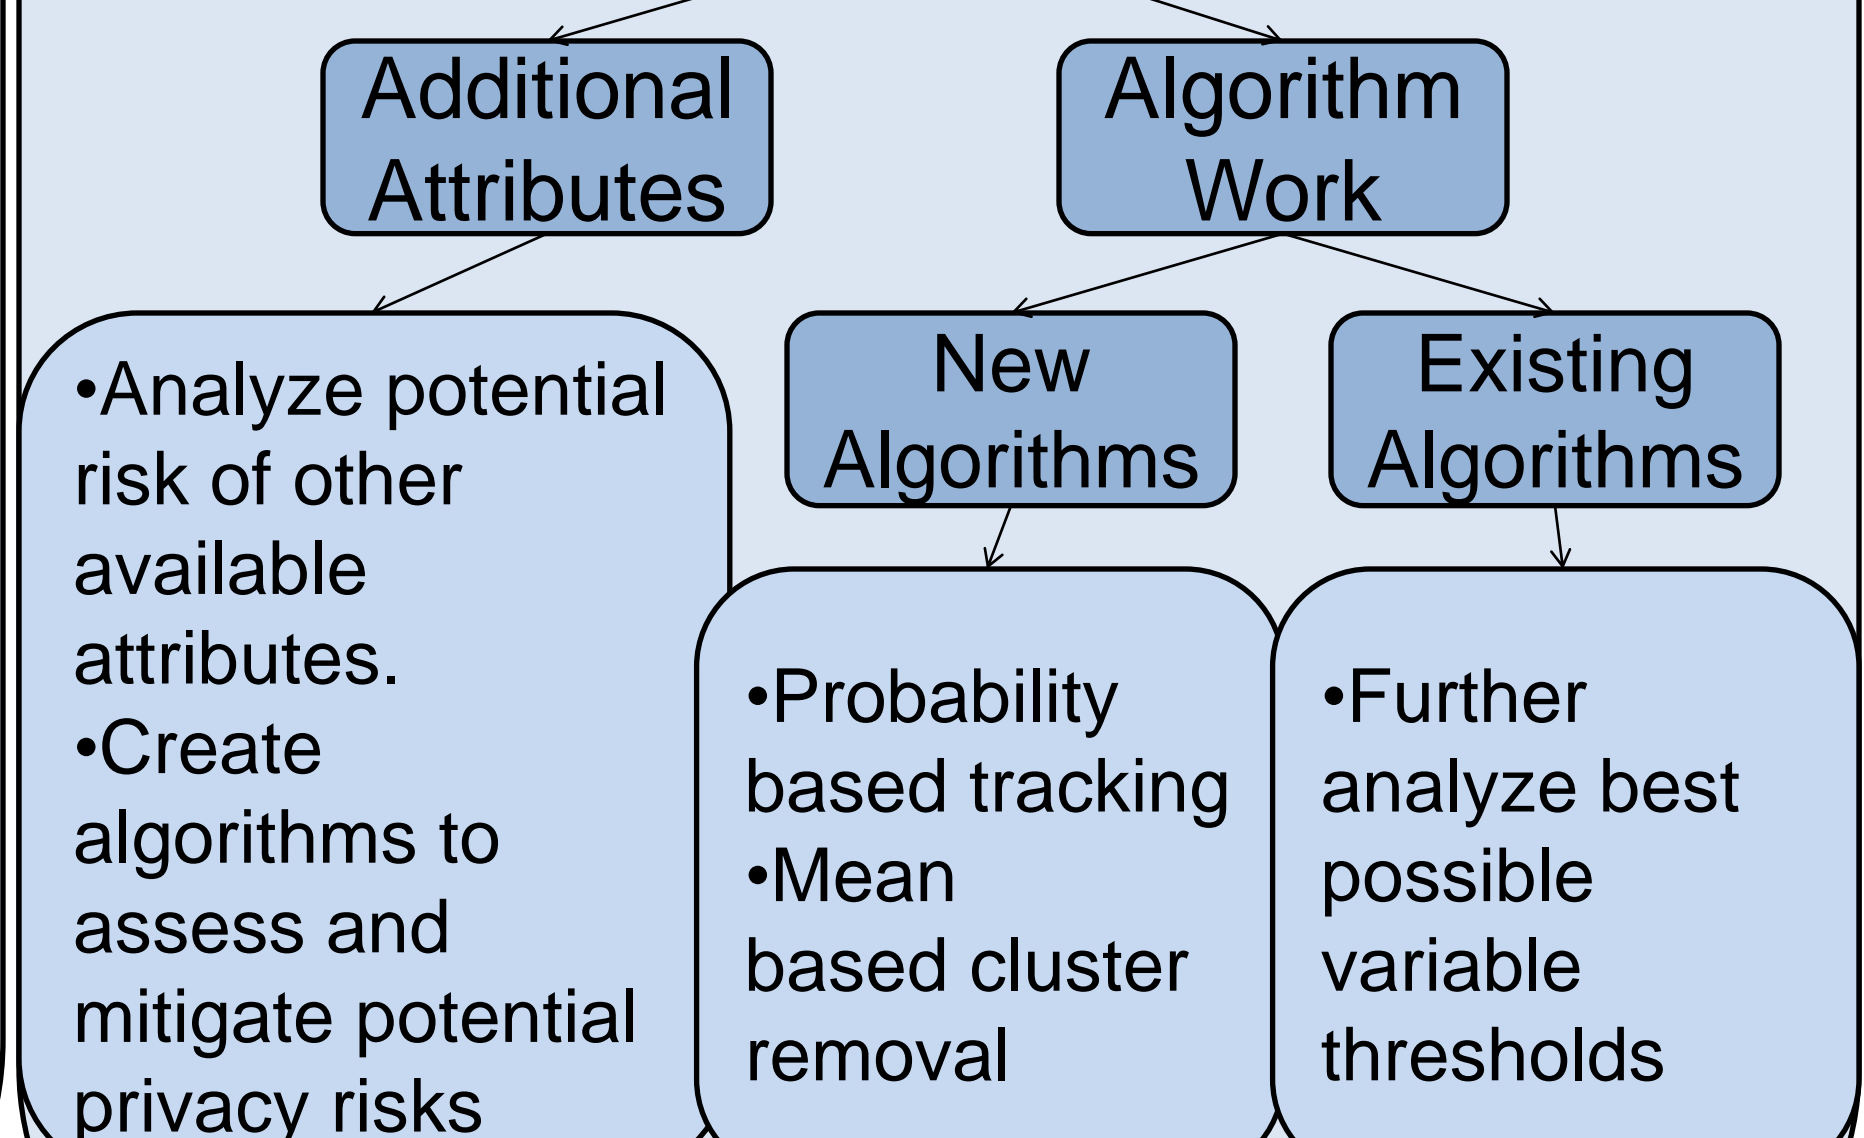 Additional
Attributes
Algorithm
Work
New
Algorithms
Existing
Algorithms
•Analyze potential
risk of other
available
attributes.
•Create
algorithms to
assess and
mitigate potential
privacy risks
•Probability
based tracking
•Mean
based cluster
removal
•Further
analyze best
possible
variable
thresholds